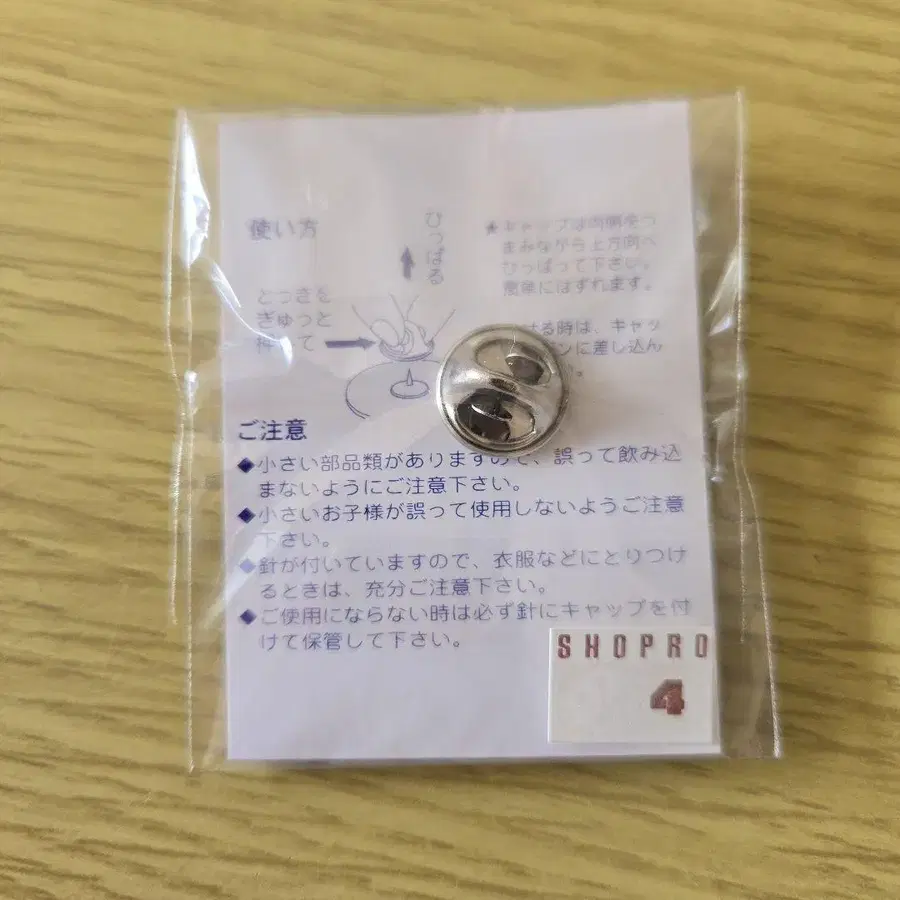 使い方
ひっぱる
とっきを
ぎゅっと
持って
★キャップは両側をつ
まみながら上方向へ
ひっぱって下さい。
簡単にはずれます。
ける時は、キャッ
ンに差し込ん
ご注意
◆小さい部品類がありますので、誤って飲み込
まないようにご注意下さい。
◆小さいお子様が誤って使用しないようご注意
下さい。
◆針が付いていますので、衣服などにとりつけ
るときは、充分ご注意下さい。
◆ご使用にならない時は必ず針にキャップを付
けて保管して下さい。
SHOPRO
4